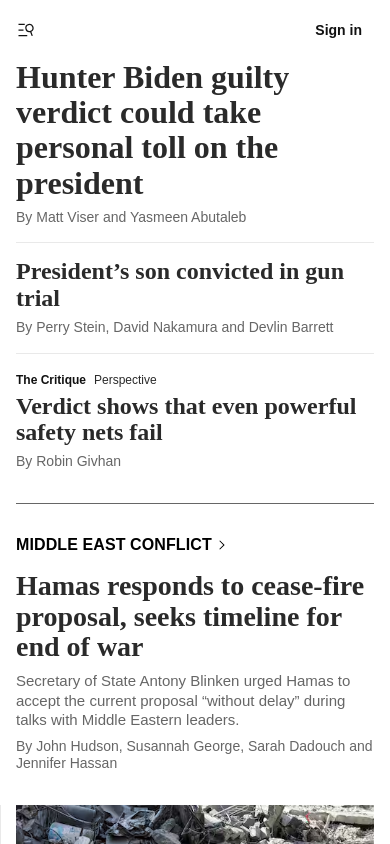 Sign in
Hunter Biden guilty
verdict could take
personal toll on the
president
By Matt Viser and Yasmeen Abutaleb
President’s son convicted in gun
trial
By Perry Stein, David Nakamura and Devlin Barrett
The Critique Perspective
Verdict shows that even powerful
safety nets fail
By Robin Givhan
MIDDLE EAST CONFLICT
Hamas responds to cease-fire
proposal, seeks timeline for
end of war
Secretary of State Antony Blinken urged Hamas to
accept the current proposal “without delay” during
talks with Middle Eastern leaders.
By John Hudson, Susannah George, Sarah Dadouch and
Jennifer Hassan